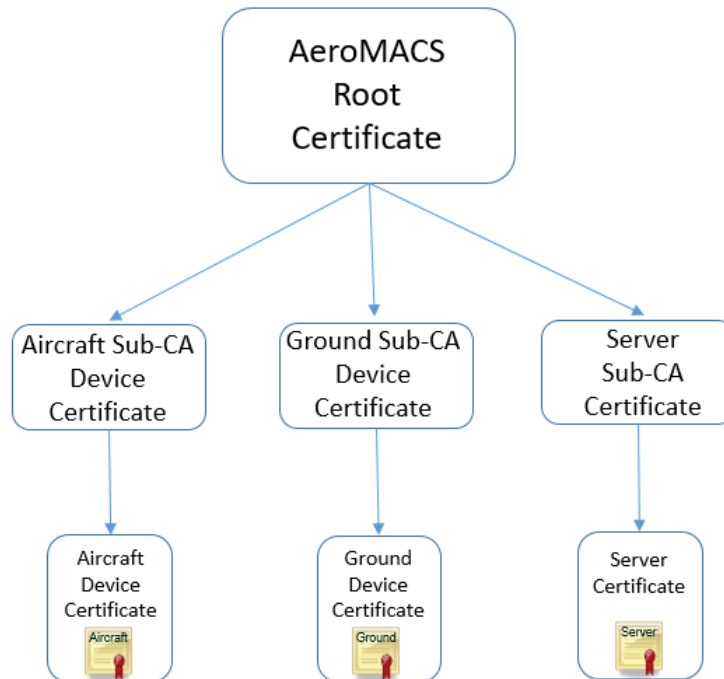 AeroMACS
Root
Certificate
Aircraft Sub-CA
Device
Certificate
Ground Sub-CA
Device
Certificate
Server
Sub-CA
Certificate
Aircraft
Device
Certificate
Aircraft
Ground
Device
Certificate
Ground
Server
Certificate
Server